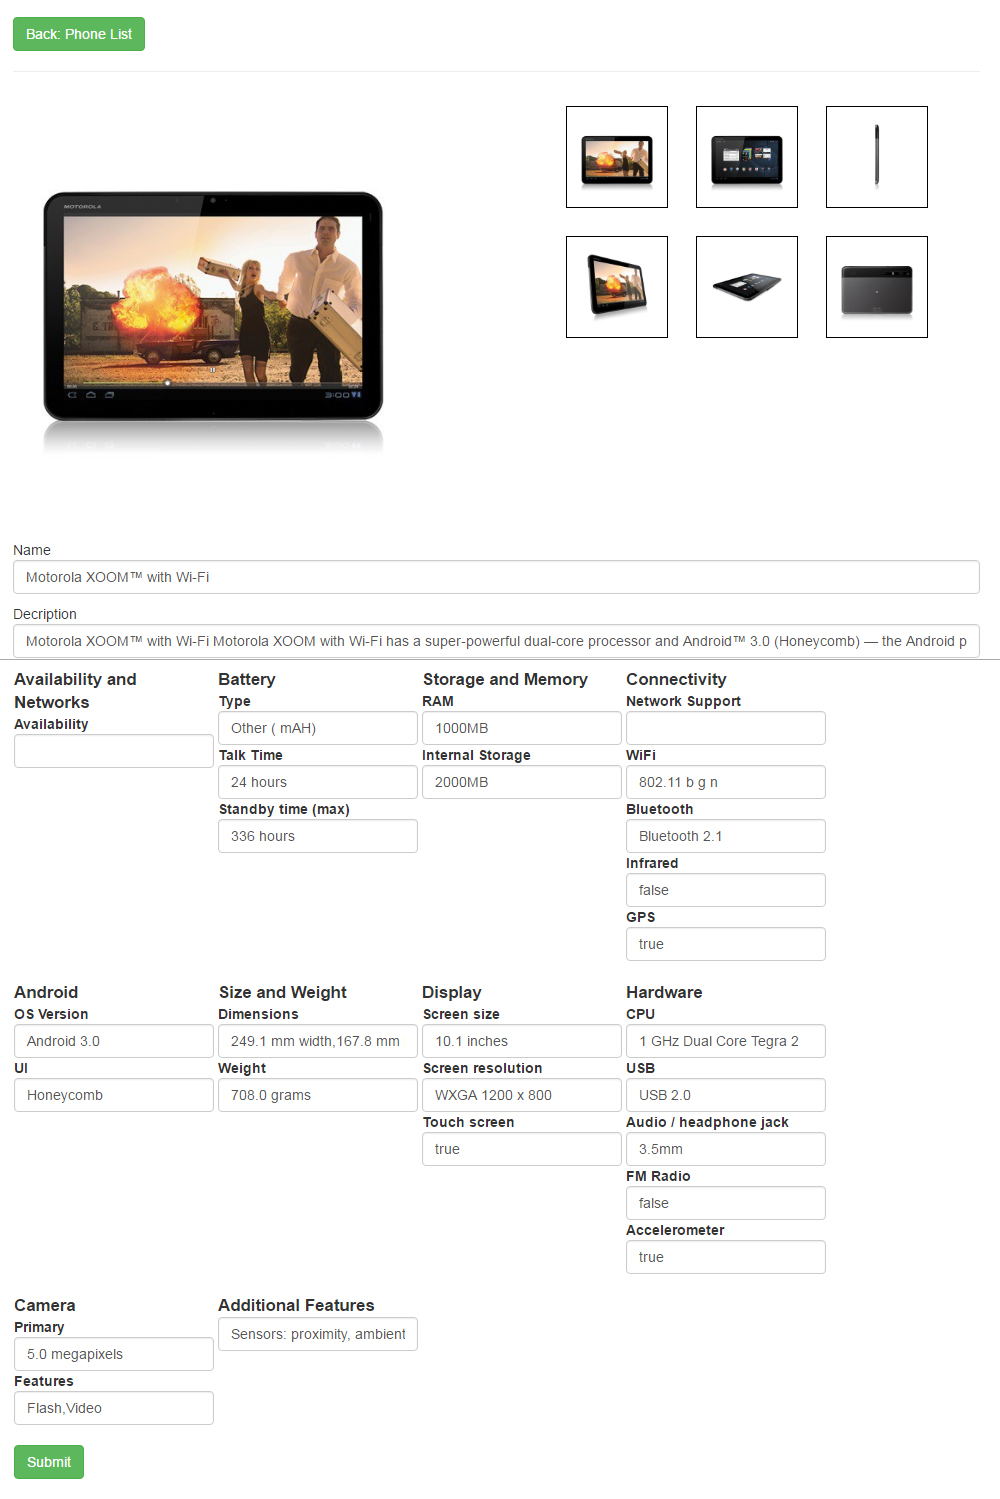 Back: Phone List
MOTOROLA
3:00
Name
Motorola XOOM™ with Wi-Fi
Decription
Motorola XOOM™ with Wi-Fi Motorola XOOM with Wi-Fi has a super-powerful dual-core processor and Android™ 3.0 (Honeycomb) — the Android p
Availability and
Networks
Availability
Battery
Type
Other ( mAH)
Talk Time
24 hours
Standby time (max)
336 hours
Storage and Memory
RAM
1000MB
Internal Storage
2000MB
Connectivity
Network Support
WiFi
802.11 b g n
Bluetooth
Bluetooth 2.1
Infrared
false
GPS
true
Android
OS Version
Android 3.0
UI
Honeycomb
Size and Weight
Dimensions
249.1 mm width,167.8 mm
Weight
708.0 grams
Display
Screen size
10.1 inches
Screen resolution
WXGA 1200 x 800
Touch screen
true
Hardware
CPU
1 GHz Dual Core Tegra 2
USB
USB 2.0
Audio / headphone jack
3.5mm
FM Radio
false
Accelerometer
true
Camera
Primary
5.0 megapixels
Features
Flash,Video
Additional Features
Sensors: proximity, ambient
Submit